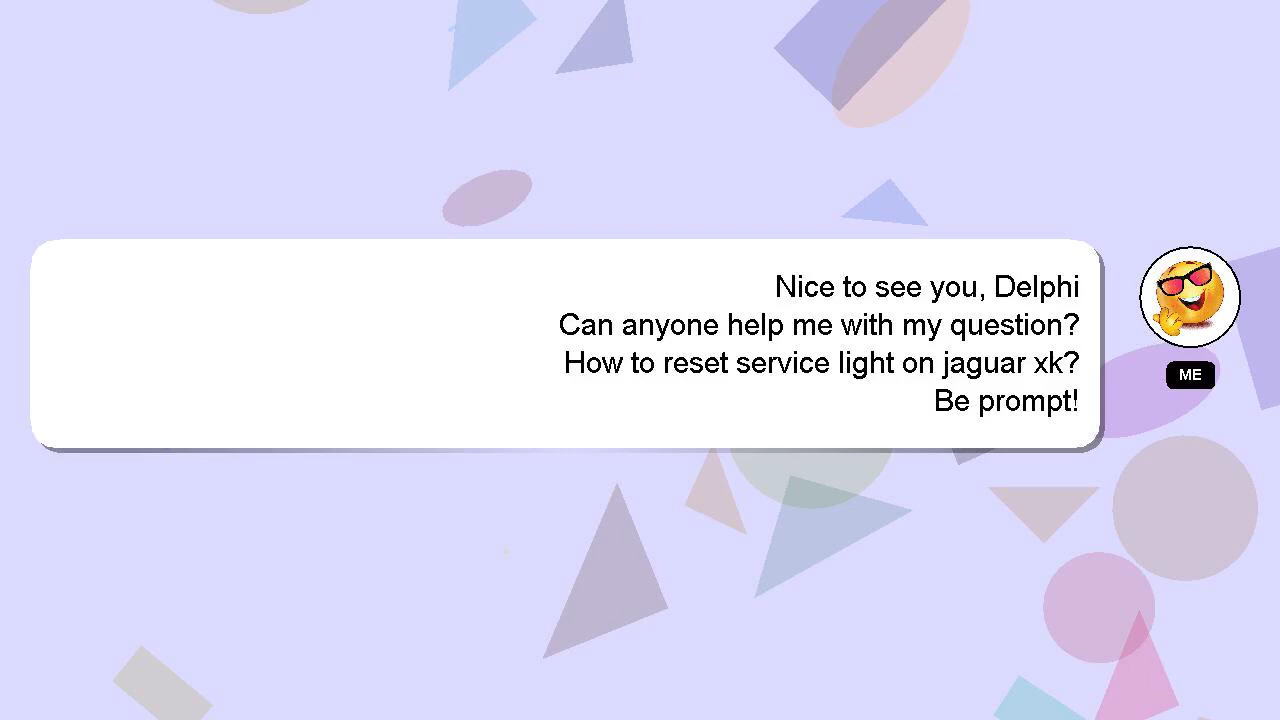 Nice to see you, Delphi
Can anyone help me with my question?
How to reset service light on jaguar xk?
Be prompt!
ME